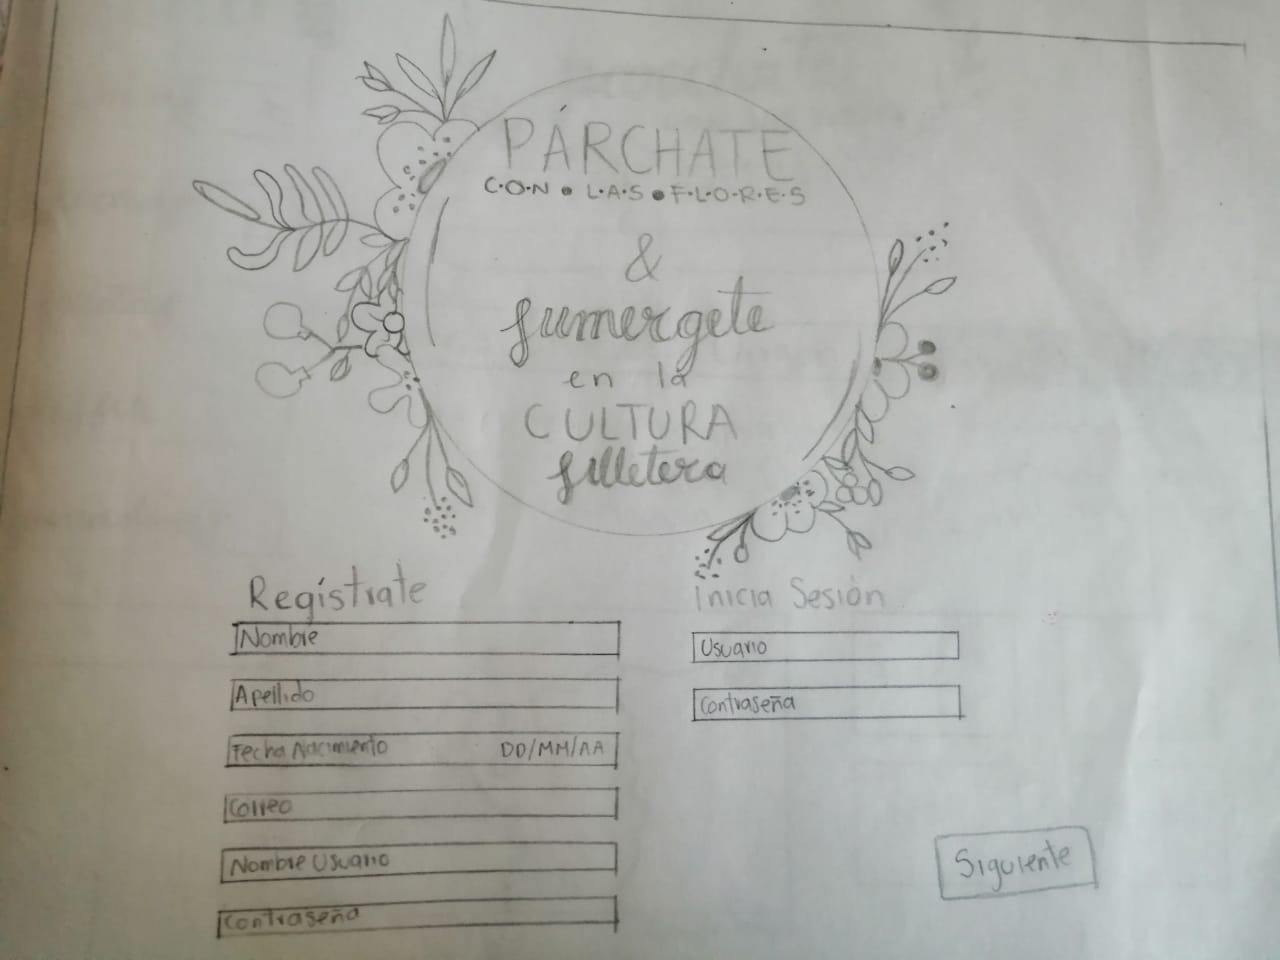 PÁRCHATE
C·O·N • L·A·S • F·L·O·R·E·S
&
sumergete
en la
CULTURA
silletera
Regístrate
Nombre
Apellido
Fecha Nacimiento DD/MM/AA
Correo
Nombre Usuario
Contraseña
Inicia Sesión
Usuario
Contraseña
Siguiente